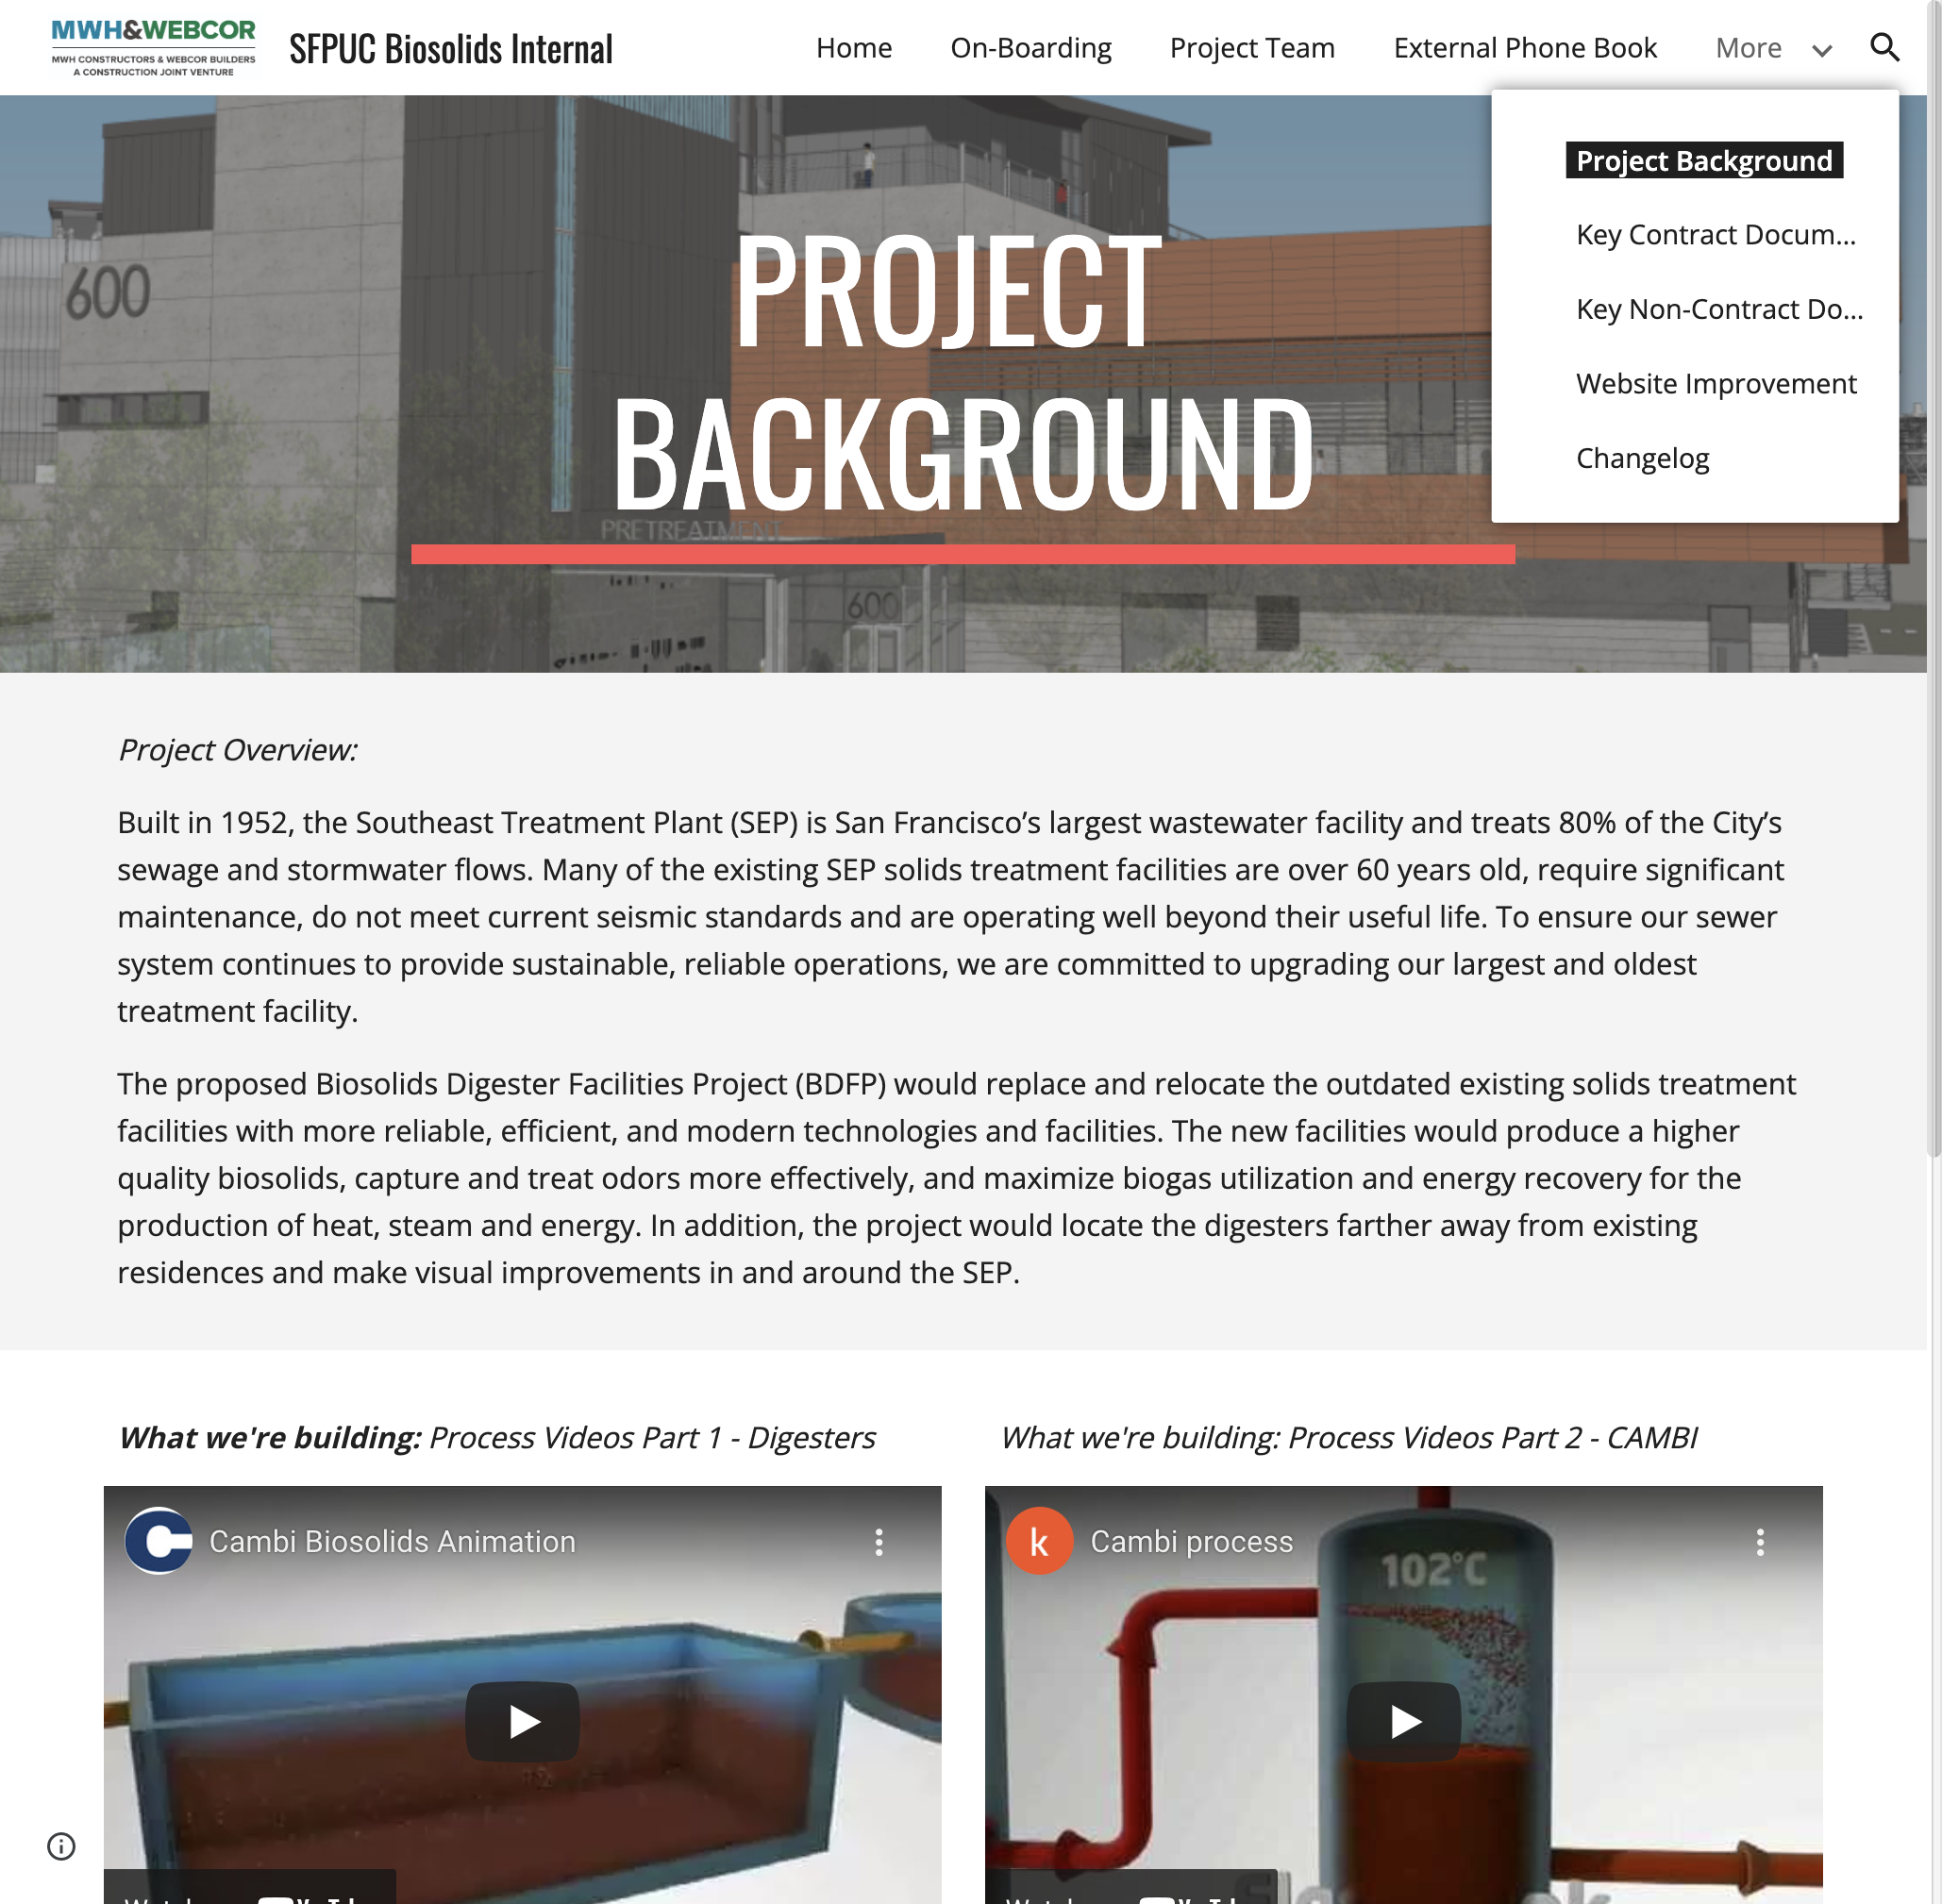 MWH&WEBCOR
MWH CONSTRUCTORS & WEBCOR BUILDERS
A CONSTRUCTION JOINT VENTURE
SFPUC Biosolids Internal
Home
On-Boarding
Project Team
External Phone Book
More
Project Background
Key Contract Docum...
Key Non-Contract Do...
Website Improvement
Changelog
600
PROJECT
BACKGROUND
PRETREATMENT
600
Project Overview:
Built in 1952, the Southeast Treatment Plant (SEP) is San Francisco’s largest wastewater facility and treats 80% of the City’s
sewage and stormwater flows. Many of the existing SEP solids treatment facilities are over 60 years old, require significant
maintenance, do not meet current seismic standards and are operating well beyond their useful life. To ensure our sewer
system continues to provide sustainable, reliable operations, we are committed to upgrading our largest and oldest
treatment facility.
The proposed Biosolids Digester Facilities Project (BDFP) would replace and relocate the outdated existing solids treatment
facilities with more reliable, efficient, and modern technologies and facilities. The new facilities would produce a higher
quality biosolids, capture and treat odors more effectively, and maximize biogas utilization and energy recovery for the
production of heat, steam and energy. In addition, the project would locate the digesters farther away from existing
residences and make visual improvements in and around the SEP.
What we're building: Process Videos Part 1 - Digesters
What we're building: Process Videos Part 2 - CAMBI
Cambi Biosolids Animation
k
Cambi process
102°C